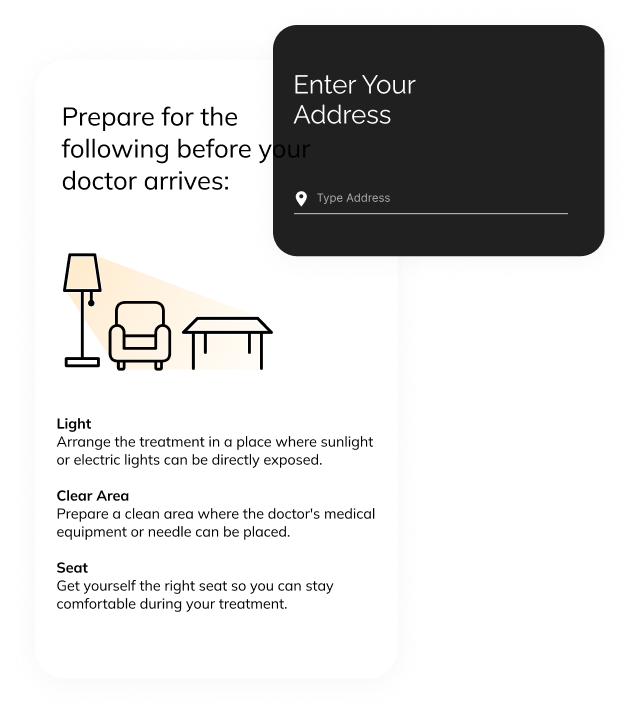 Enter Your
Address
Type Address
Prepare for the
following before your
doctor arrives:
Light
Arrange the treatment in a place where sunlight
or electric lights can be directly exposed.
Clear Area
Prepare a clean area where the doctor's medical
equipment or needle can be placed.
Seat
Get yourself the right seat so you can stay
comfortable during your treatment.